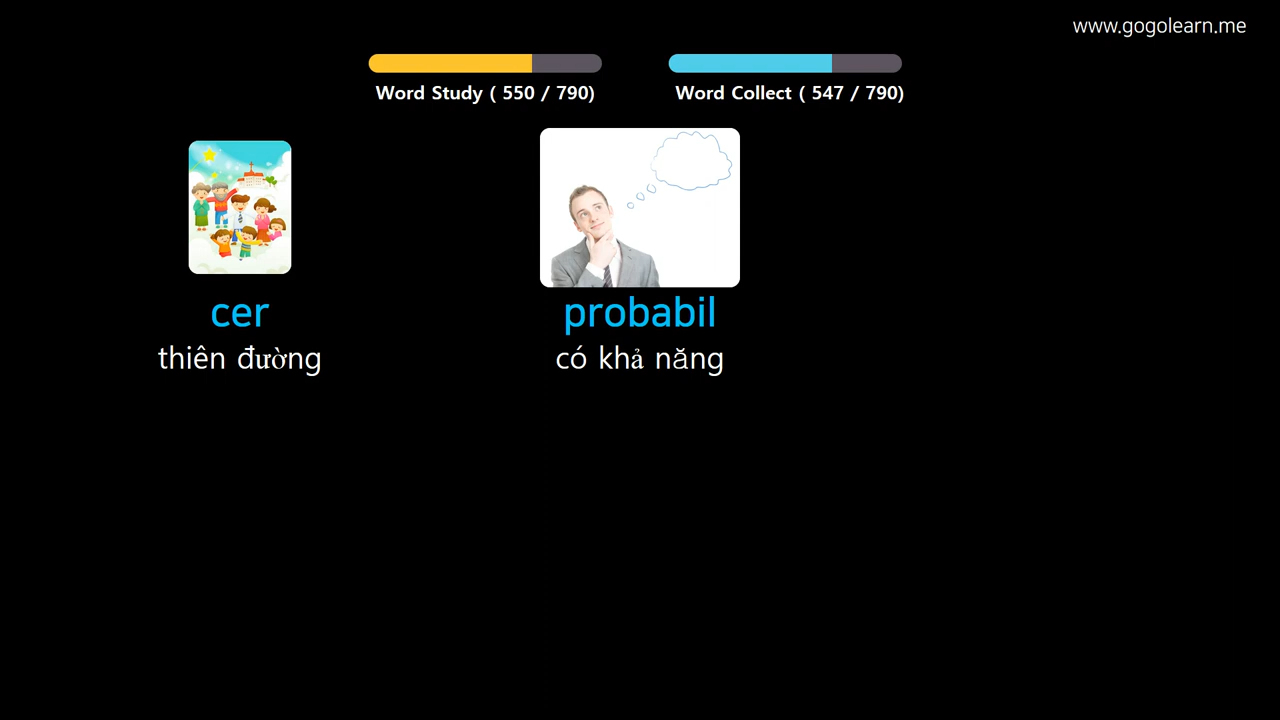 www.gogolearn.me
Word Study ( 550 / 790)
Word Collect ( 547 / 790)
cer
thiên đường
probabil
có khả năng